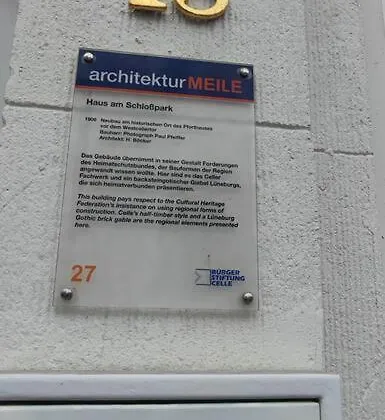 architekturMEILE
Haus am Schloßpark
1908 Neubau am historischen Ort des Pförthauses
vor dem Westcellertor
Bauherr: Photograph Paul Pfeiffer
Architekt: H. Böcker
Das Gebäude übernimmt in seiner Gestalt Forderungen
des Heimatschutzbundes, der Bauformen der Region
angewandt wissen wollte. Hier sind es das Celler
Fachwerk und ein backsteingotischer Giebel Lüneburgs,
die sich heimatverbunden präsentieren.
This building pays respect to the Cultural Heritage
Federation's insistance on using regional forms of
construction. Celle's half-timber style and a Lüneburg
Gothic brick gable are the regional elements presented
here.
27
BÜRGER
STIFTUNG
CELLE